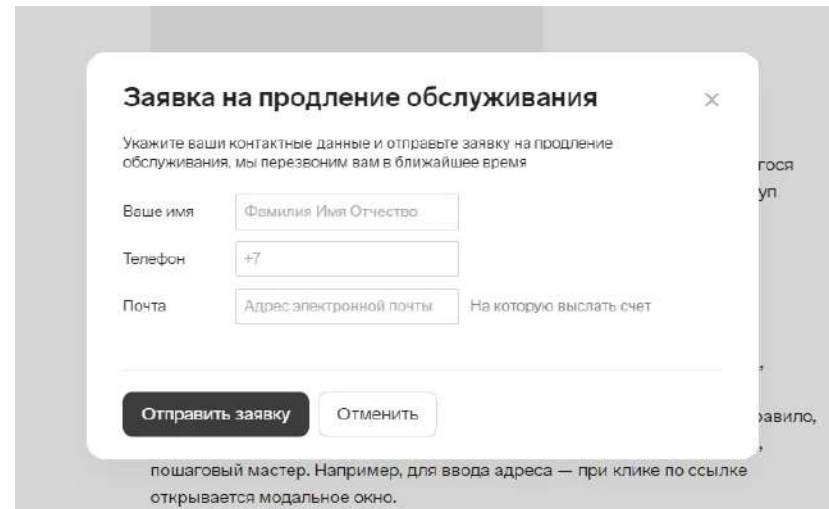 Заявка на продление обслуживания
Укажите ваши контактные данные и отправьте заявку на продление
обслуживания, мы перезвоним вам в ближайшее время
гося
уп
Ваше имя
Фамилия Имя Отчество
Телефон
+7
Почта
Адрес электронной почты
На которую выслать счет
,
Отправить заявку
Отменить
равило,
,
пошаговый мастер. Например, для ввода адреса — при клике по ссылке
открывается модальное окно.